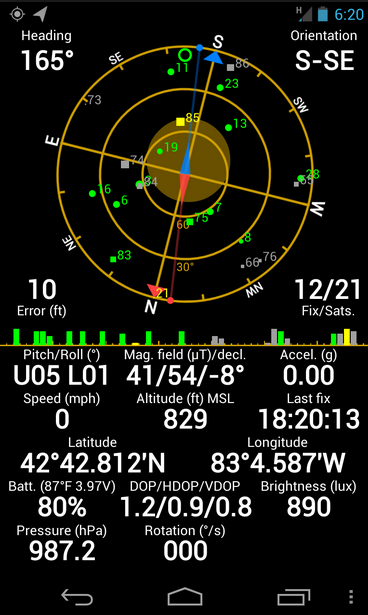 H 6:20
Heading Orientation
165° S-SE
S
SE
11
86
23
73
SW
85
13
E
19
74
28
84
16
6
7
75
W
60°
8
NE
83
76
66
30°
NW
21
N
10 12/21
Error (ft) Fix/Sats.
Pitch/Roll (°) Mag. field (µT)/decl. Accel. (g)
U05 L01 41/54/-8° 0.00
Speed (mph) Altitude (ft) MSL Last fix
0 829 18:20:13
Latitude Longitude
42°42.812'N 83°4.587'W
Batt. (87°F 3.97V) DOP/HDOP/VDOP Brightness (lux)
80% 1.2/0.9/0.8 890
Pressure (hPa) Rotation (°/s)
987.2 000